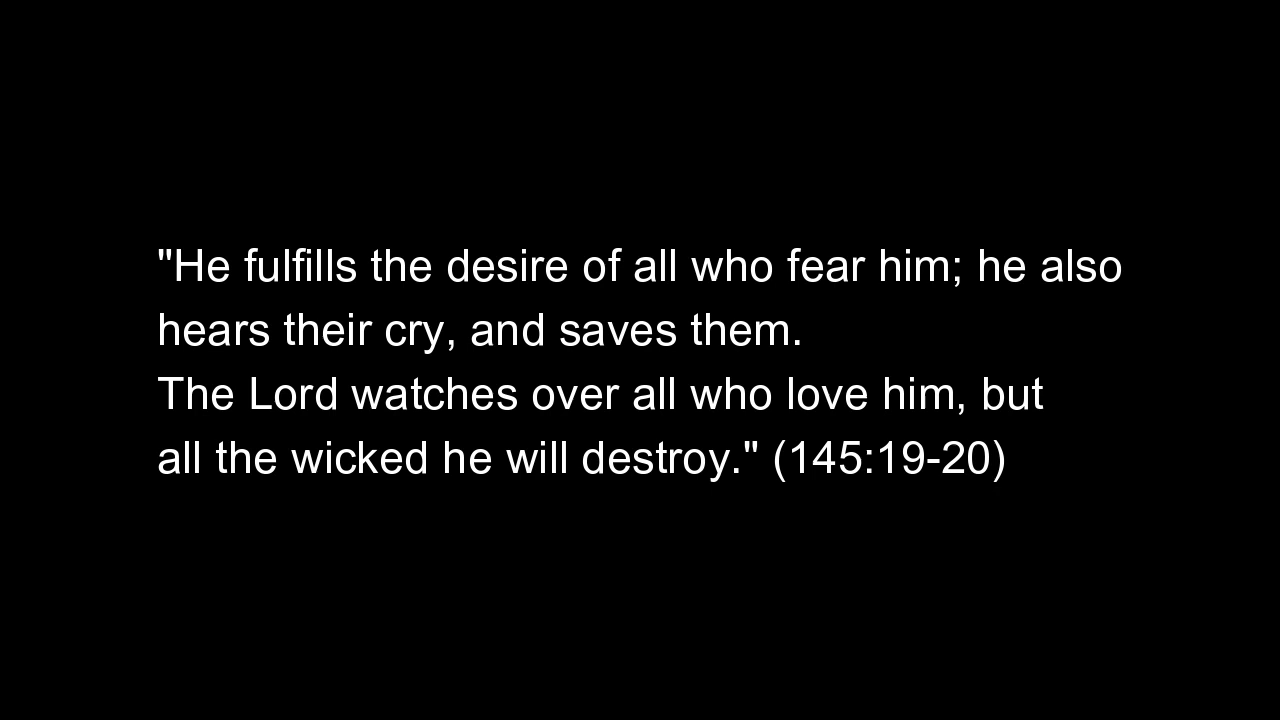 "He fulfills the desire of all who fear him; he also
hears their cry, and saves them.
The Lord watches over all who love him, but
all the wicked he will destroy." (145:19-20)